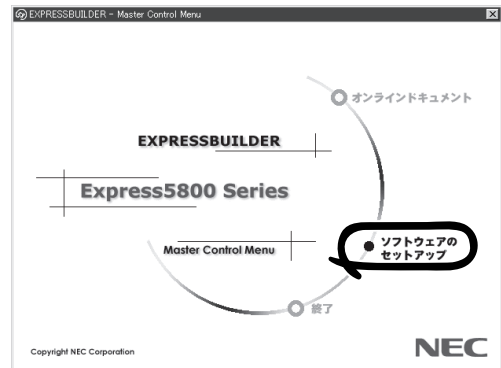 EXPRESSBUILDER - Master Control Menu
オンラインドキュメント
EXPRESSBUILDER
Express5800 Series
Master Control Menu
ソフトウェアの
セットアップ
終了
Copyright NEC Corporation
NEC